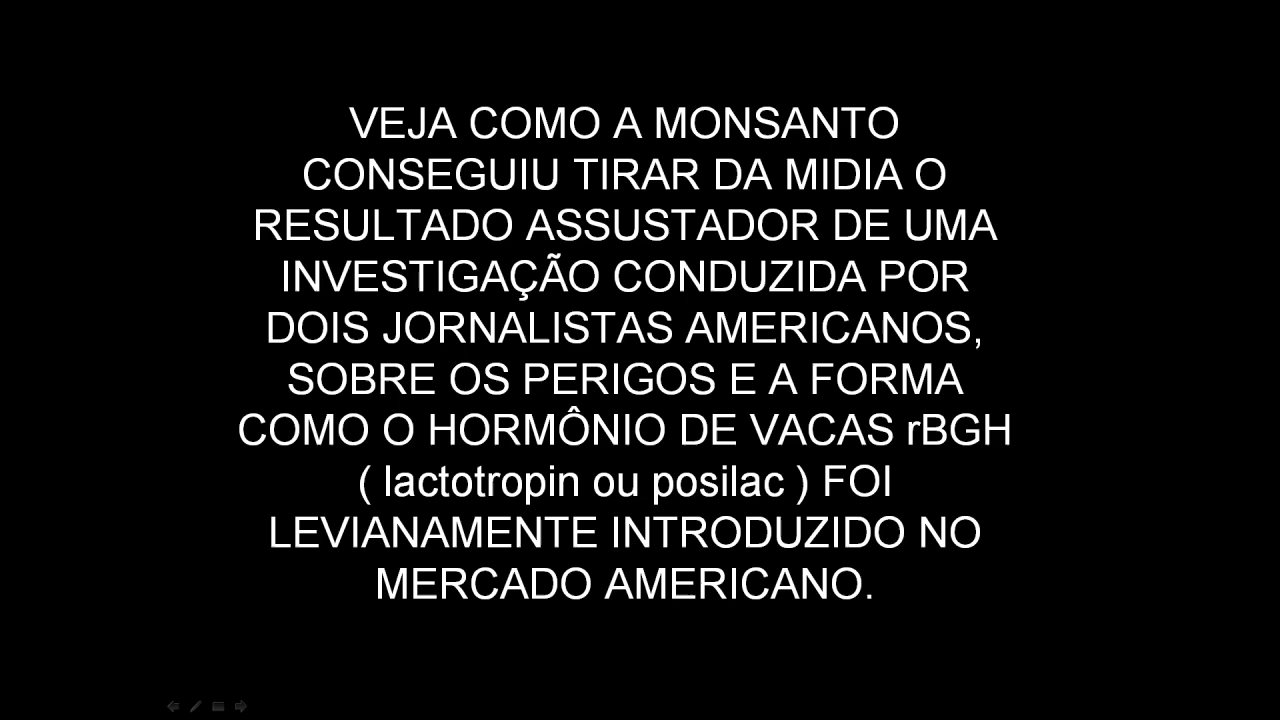 VEJA COMO A MONSANTO
CONSEGUIU TIRAR DA MIDIA O
RESULTADO ASSUSTADOR DE UMA
INVESTIGAÇÃO CONDUZIDA POR
DOIS JORNALISTAS AMERICANOS,
SOBRE OS PERIGOS E A FORMA
COMO O HORMÔNIO DE VACAS rBGH
( lactotropin ou posilac ) FOI
LEVIANAMENTE INTRODUZIDO NO
MERCADO AMERICANO.